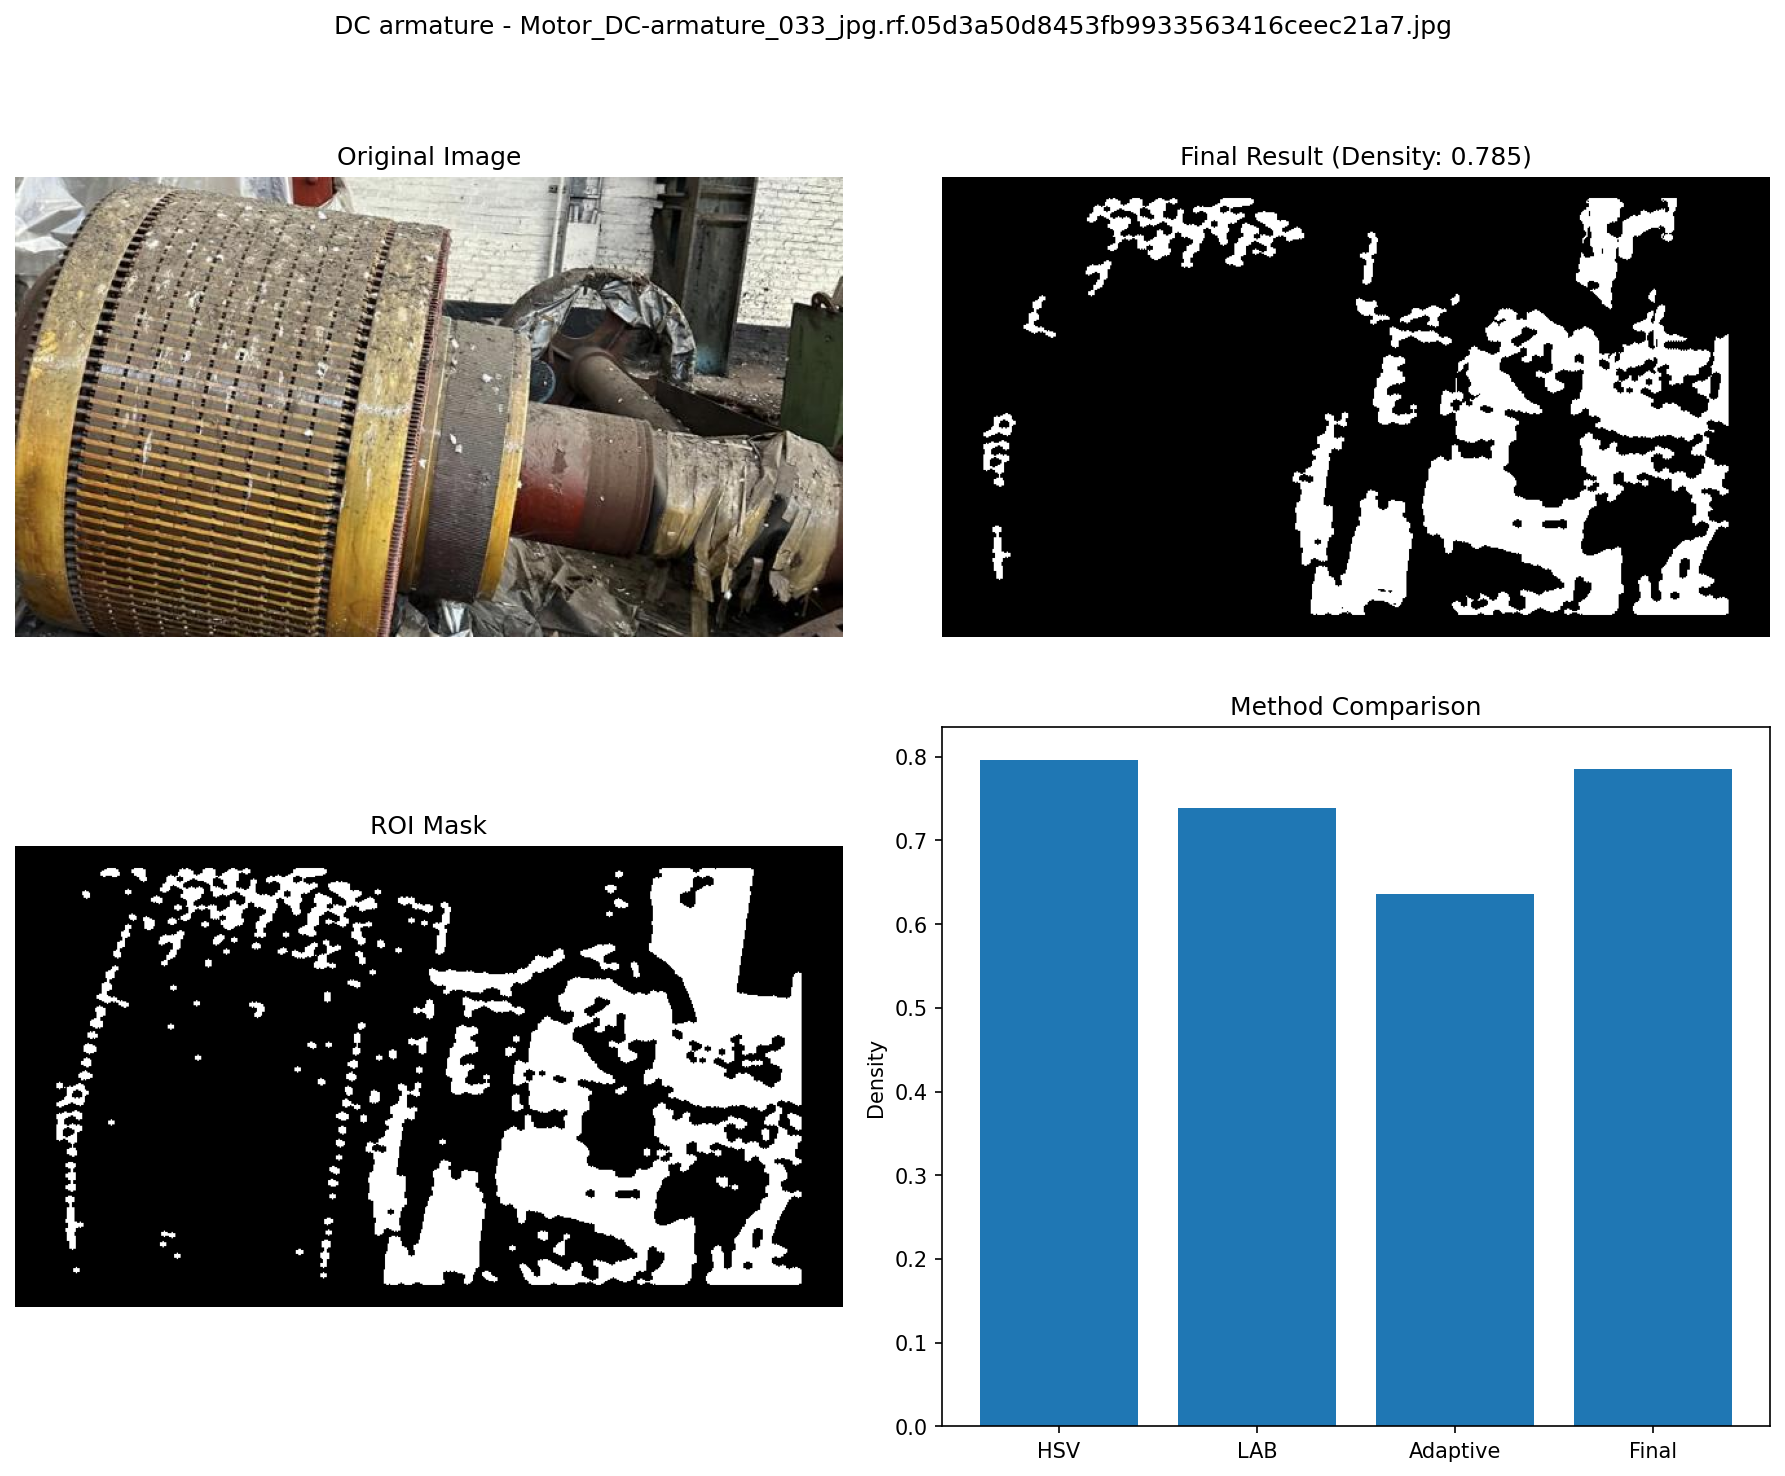 DC armature - Motor_DC-armature_033_jpg.rf.05d3a50d8453fb9933563416ceec21a7.jpg
Original Image
Final Result (Density: 0.785)
ROI Mask
Method Comparison
Density
0.8
0.7
0.6
0.5
0.4
0.3
0.2
0.1
0.0
HSV
LAB
Adaptive
Final